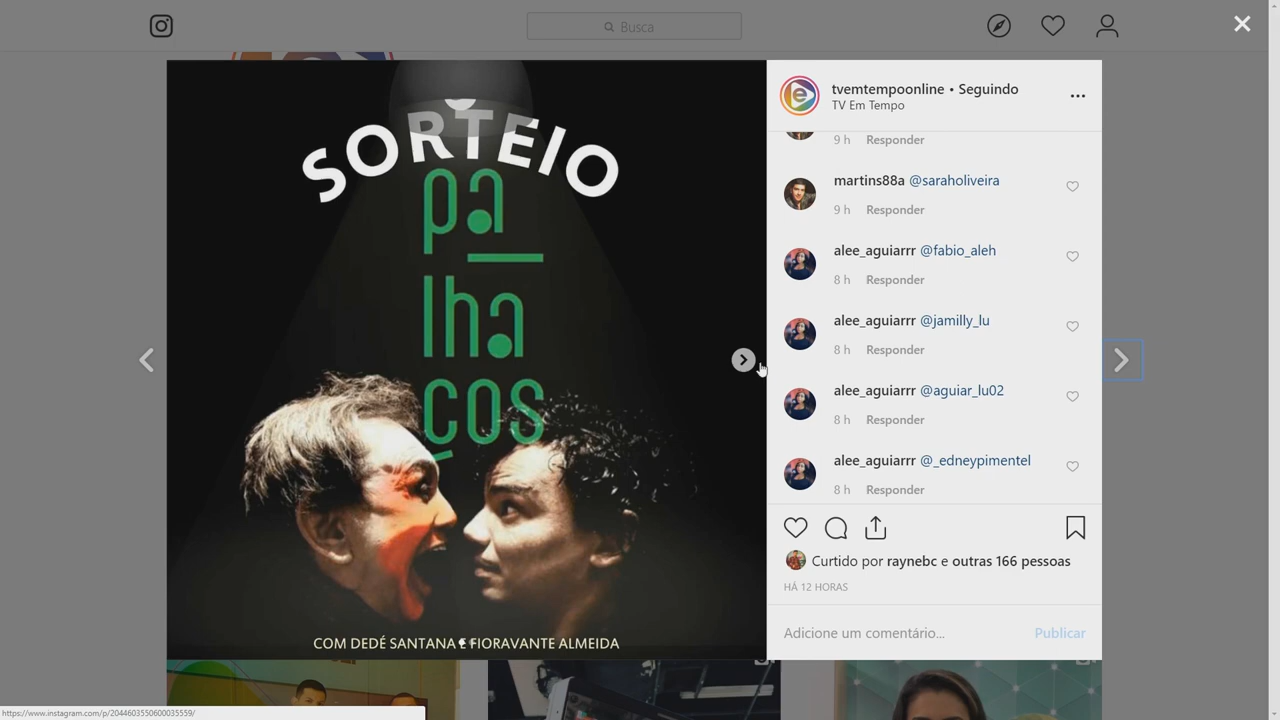 Busca
SORTEIO
pa
lha
ços
COM DEDÉ SANTANA E FIORAVANTE ALMEIDA
tvemtempoonline • Seguindo
TV Em Tempo
9 h Responder
martins88a @saraholiveira
9 h Responder
alee_aguiarrr @fabio_aleh
8 h Responder
alee_aguiarrr @jamilly_lu
8 h Responder
alee_aguiarrr @aguiar_lu02
8 h Responder
alee_aguiarrr @_edneypimentel
8 h Responder
Curtido por raynebc e outras 166 pessoas
HÁ 12 HORAS
Adicione um comentário... Publicar
https://www.instagram.com/p/2044603550600035559/